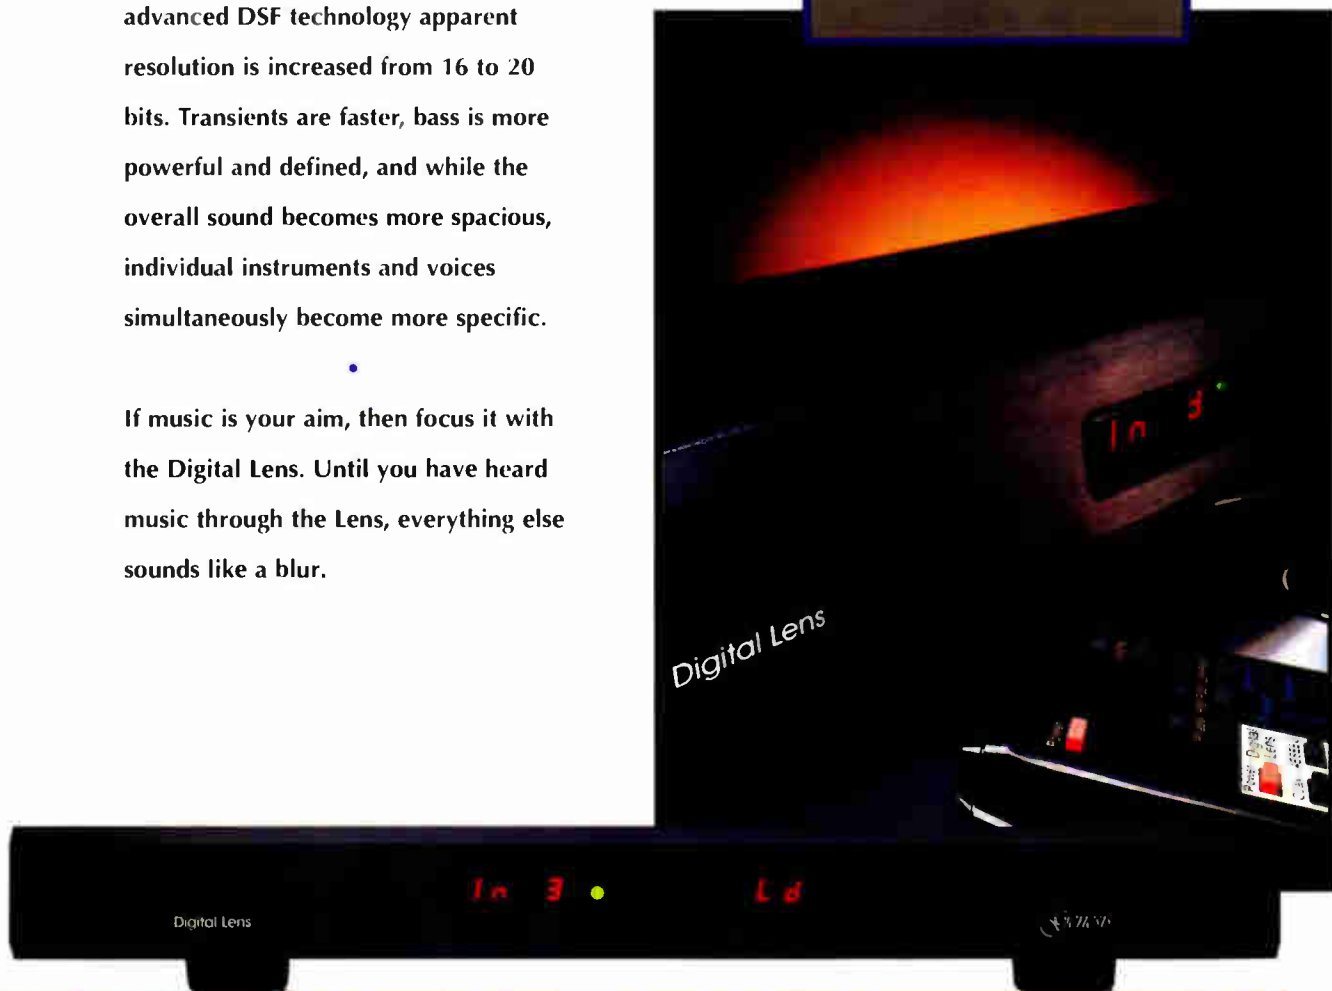 advanced DSF technology apparent
resolution is increased from 16 to 20
bits. Transients are faster, bass is more
powerful and defined, and while the
overall sound becomes more spacious,
individual instruments and voices
simultaneously become more specific.
•
If music is your aim, then focus it with
the Digital Lens. Until you have heard
music through the Lens, everything else
sounds like a blur.
In 3
Digital Lens
Power Digital Lens
In 3 Ld
Digital Lens